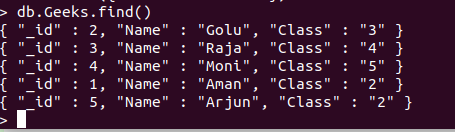 > db.Geeks.find()
{ "_id" : 2, "Name" : "Golu", "Class" : "3" }
{ "_id" : 3, "Name" : "Raja", "Class" : "4" }
{ "_id" : 4, "Name" : "Moni", "Class" : "5" }
{ "_id" : 1, "Name" : "Aman", "Class" : "2" }
{ "_id" : 5, "Name" : "Arjun", "Class" : "2" }
>